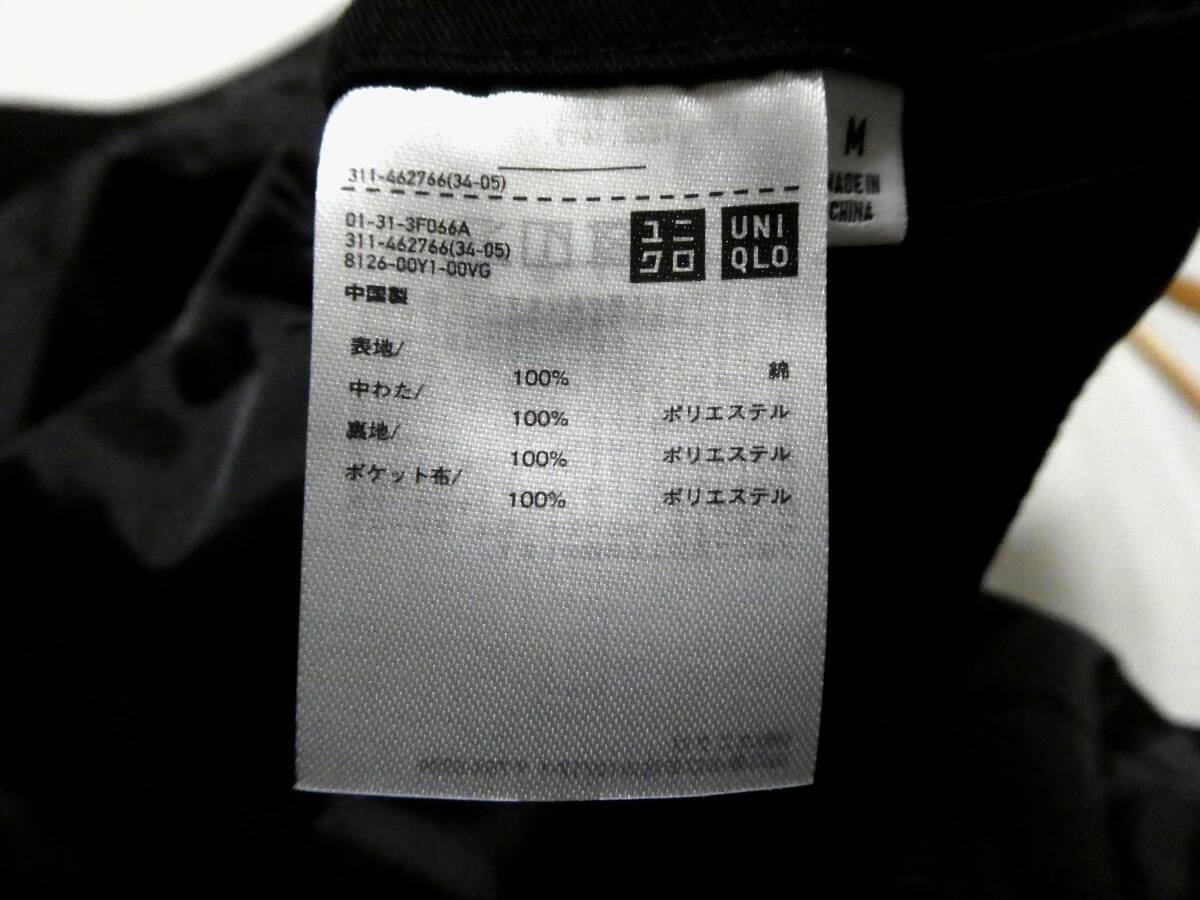 311-462766(34-05)
01-31-3F066A
311-462766(34-05)
8126-00Y1-00VG
中国製
ユニ
クロ
UNI
QLO
M
MADE IN
CHINA
表地/
100% 綿
中わた/
100% ポリエステル
裏地/
100% ポリエステル
ポケット布/
100% ポリエステル